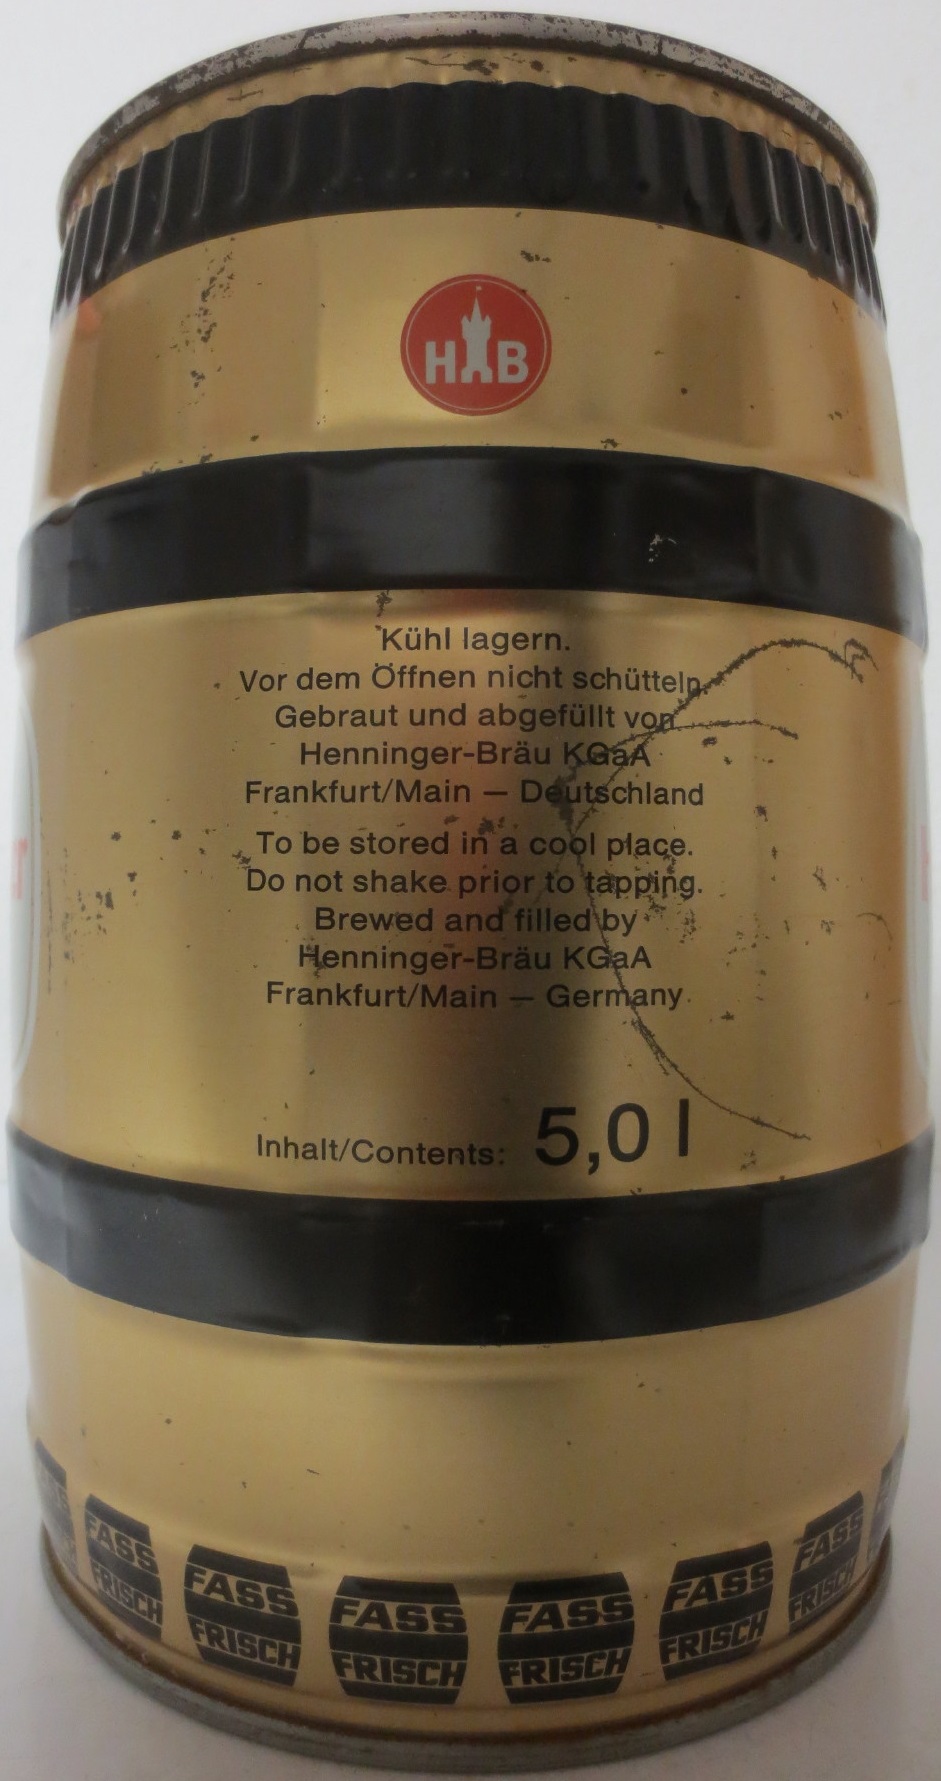 H B
Kühl lagern.
Vor dem Öffnen nicht schütteln.
Gebraut und abgefüllt von
Henninger-Bräu KGaA
Frankfurt/Main — Deutschland
To be stored in a cool place.
Do not shake prior to tapping.
Brewed and filled by
Henninger-Bräu KGaA
Frankfurt/Main — Germany
Inhalt/Contents: 5,0 l
FASS FRISCH
FASS FRISCH
FASS FRISCH
FASS FRISCH
FASS FRISCH
FASS FRISCH